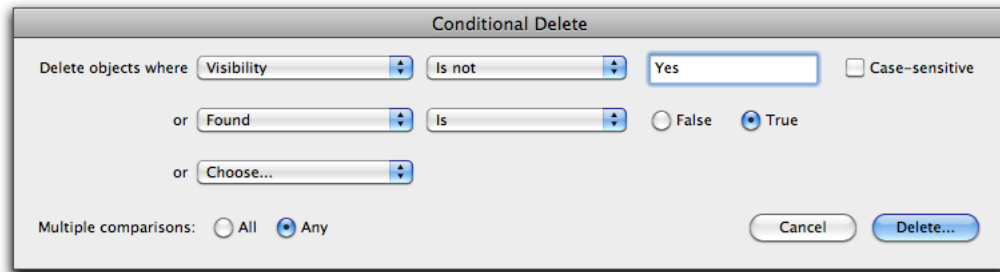 Conditional Delete
Delete objects where Visibility Is not Yes Case-sensitive
or Found Is False True
or Choose...
Multiple comparisons: All Any Cancel Delete...